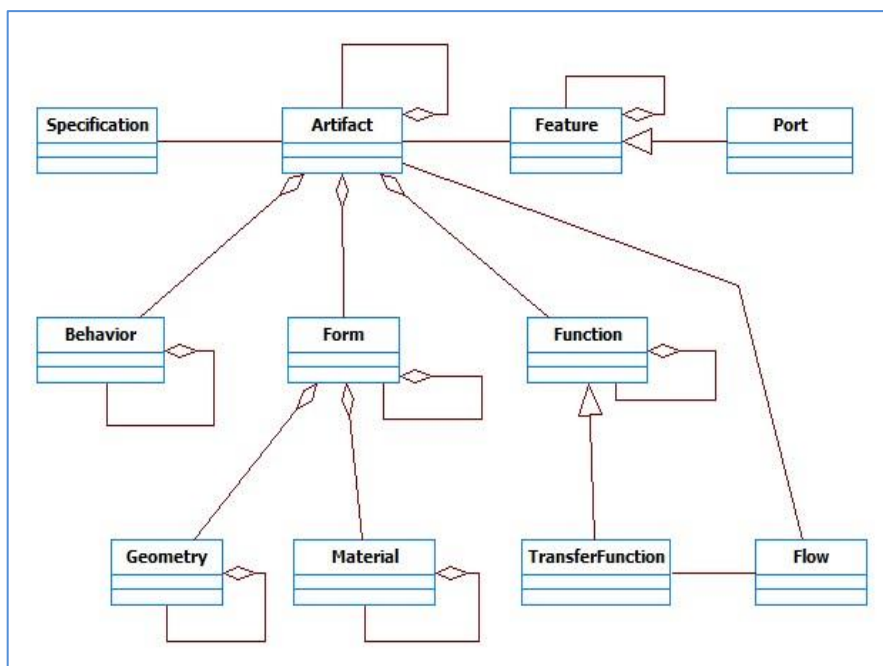 Specification
Artifact
Feature
Port
Behavior
Form
Function
Geometry
Material
TransferFunction
Flow